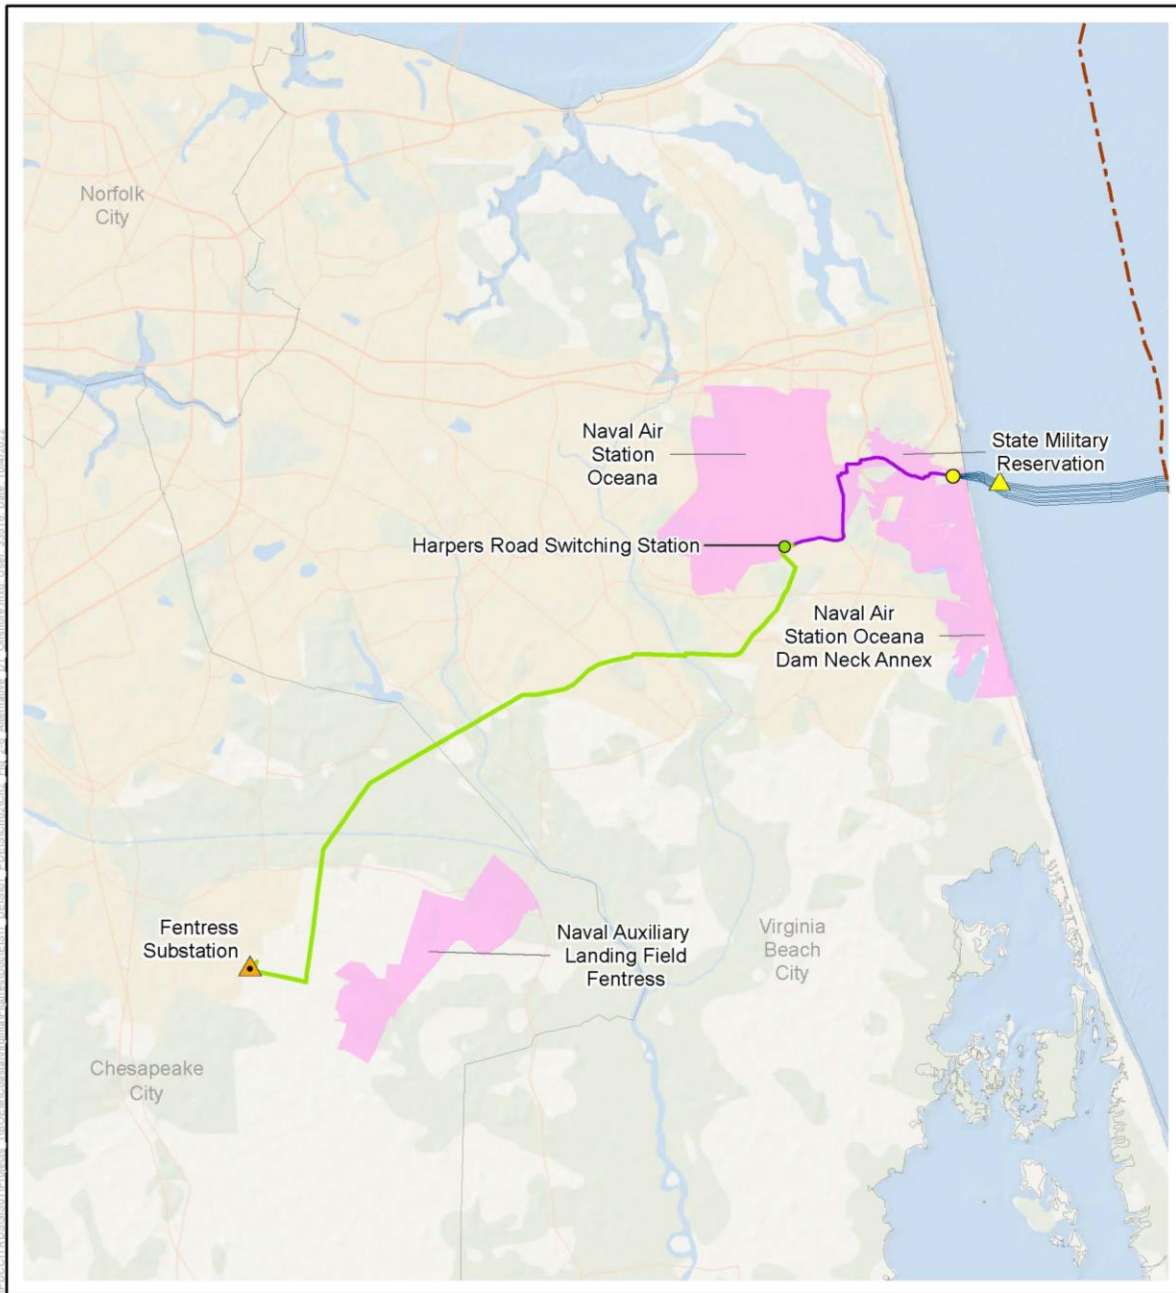 Norfolk
City
Naval Air
Station
Oceana
State Military
Reservation
Harpers Road Switching Station
Naval Air
Station Oceana
Dam Neck Annex
Fentress
Substation
Naval Auxiliary
Landing Field
Fentress
Virginia
Beach
City
Chesapeake
City